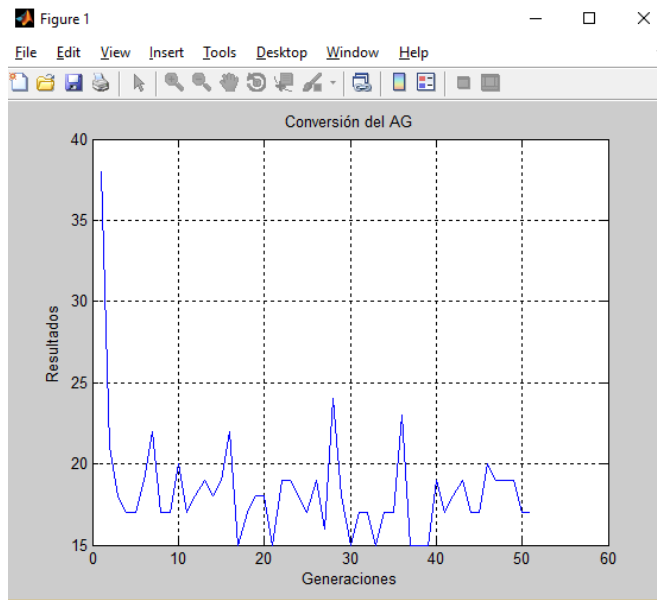 Figure 1
File Edit View Insert Tools Desktop Window Help
Conversión del AG
40
35
30
25
20
15
Resultados
0 10 20 30 40 50 60
Generaciones